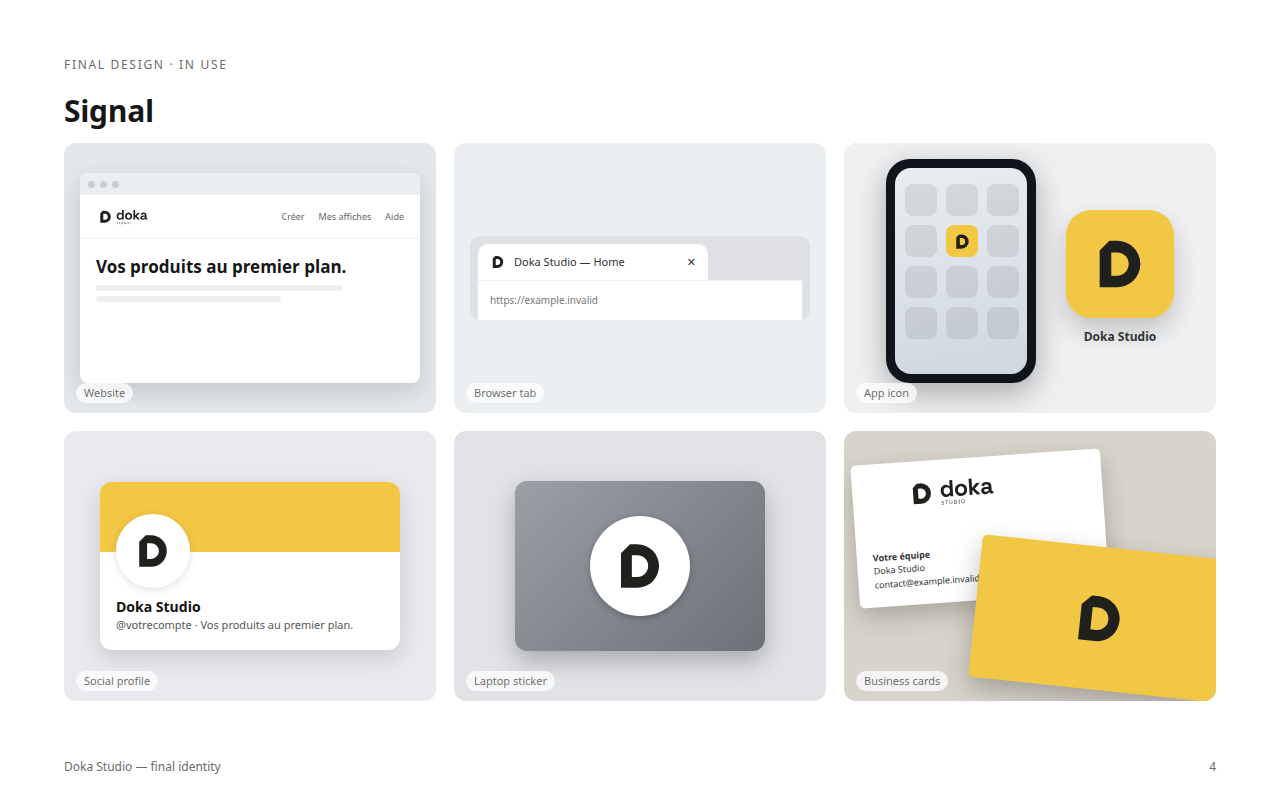 FINAL DESIGN · IN USE
Signal
doka
STUDIO
Créer Mes affiches Aide
Vos produits au premier plan.
Website
Doka Studio — Home ✕
https://example.invalid
Browser tab
D
D
Doka Studio
App icon
D
Doka Studio
@votrecompte · Vos produits au premier plan.
Social profile
D
Laptop sticker
doka
STUDIO
Votre équipe
Doka Studio
contact@example.invalid
D
Business cards
Doka Studio — final identity
4